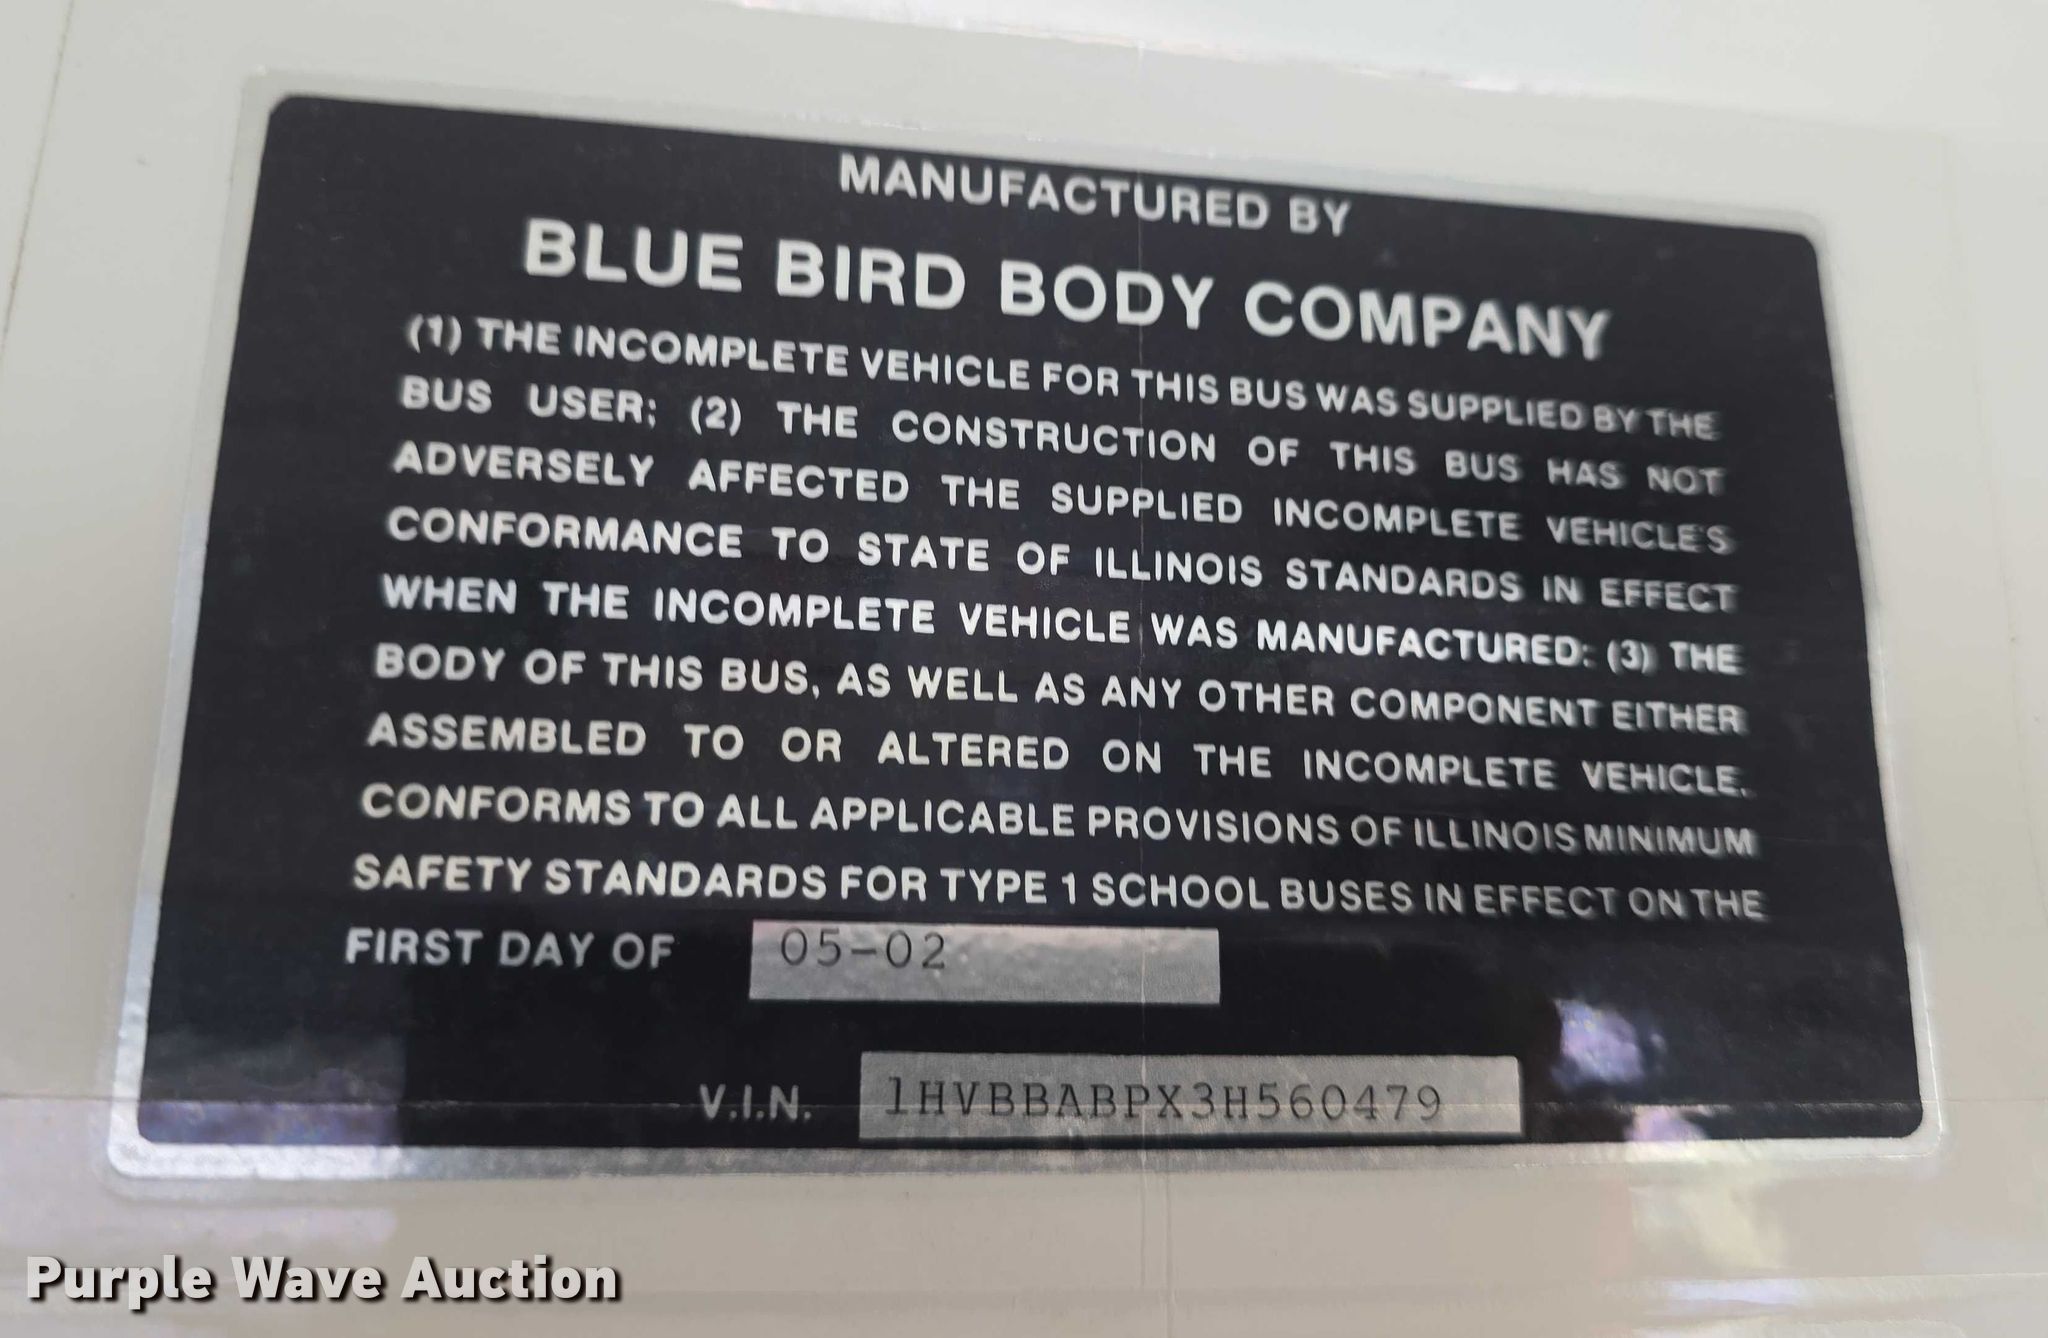 MANUFACTURED BY
BLUE BIRD BODY COMPANY
(1) THE INCOMPLETE VEHICLE FOR THIS BUS WAS SUPPLIED BY THE
BUS USER; (2) THE CONSTRUCTION OF THIS BUS HAS NOT
ADVERSELY AFFECTED THE SUPPLIED INCOMPLETE VEHICLE'S
CONFORMANCE TO STATE OF ILLINOIS STANDARDS IN EFFECT
WHEN THE INCOMPLETE VEHICLE WAS MANUFACTURED: (3) THE
BODY OF THIS BUS, AS WELL AS ANY OTHER COMPONENT EITHER
ASSEMBLED TO OR ALTERED ON THE INCOMPLETE VEHICLE,
CONFORMS TO ALL APPLICABLE PROVISIONS OF ILLINOIS MINIMUM
SAFETY STANDARDS FOR TYPE 1 SCHOOL BUSES IN EFFECT ON THE
FIRST DAY OF 05-02
V.I.N. 1HVBBABPX3H560479
Purple Wave Auction